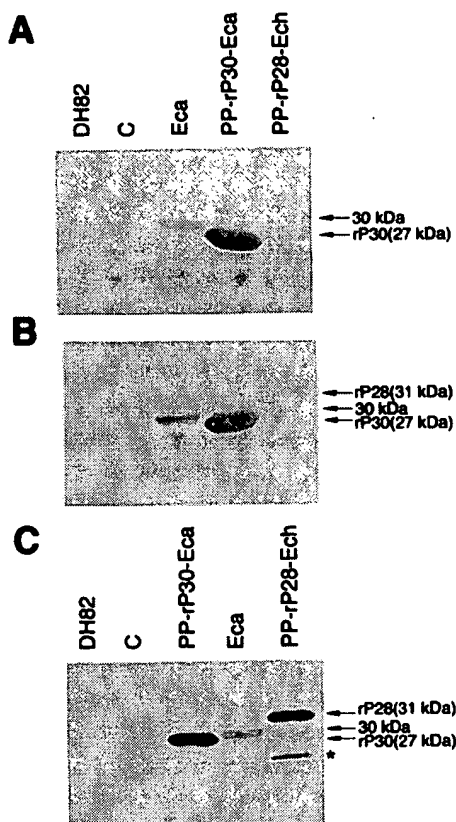 A
DH82
C
Eca
PP-rP30-Eca
PP-rP28-Ech
30 kDa
rP30(27 kDa)
B
rP28(31 kDa)
30 kDa
rP30(27 kDa)
C
DH82
C
PP-rP30-Eca
Eca
PP-rP28-Ech
rP28(31 kDa)
30 kDa
rP30(27 kDa)
*